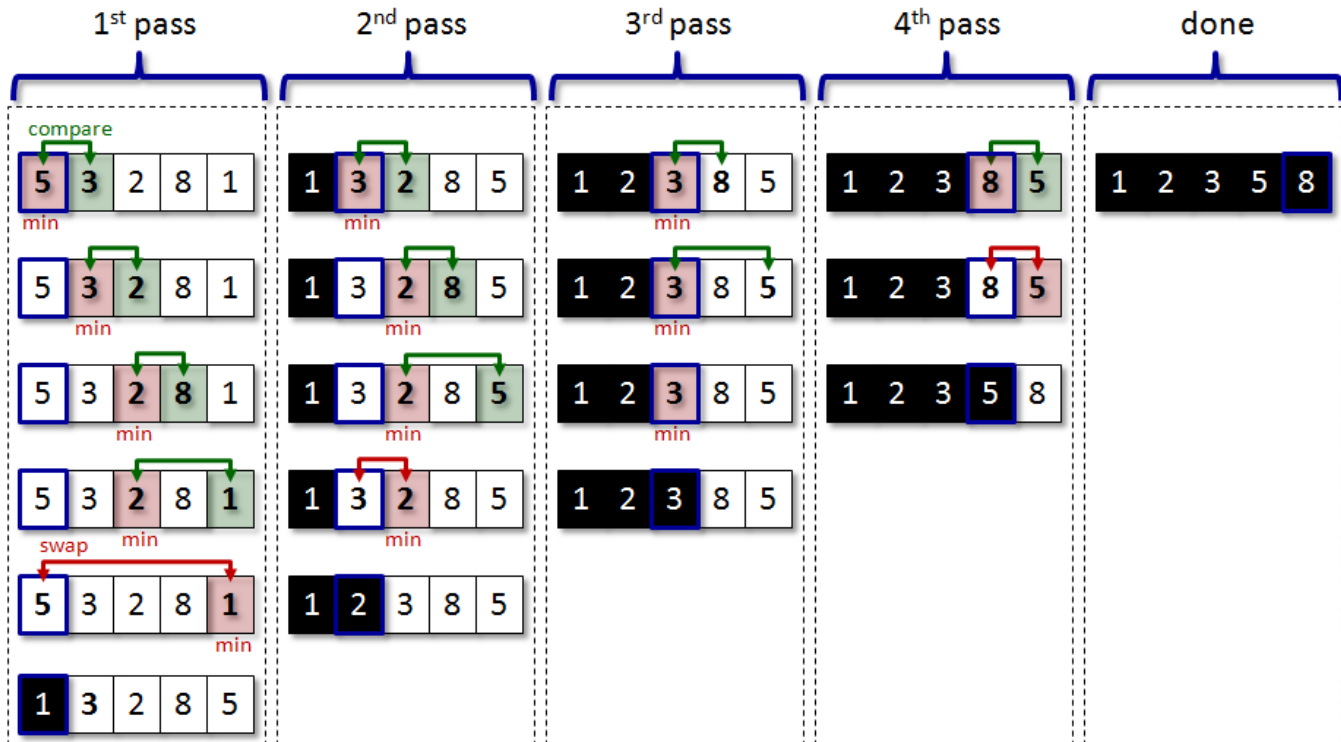 1st pass
2nd pass
3rd pass
4th pass
done
compare
5 3 2 8 1
min
5 3 2 8 1
min
5 3 2 8 1
min
5 3 2 8 1
min
swap
5 3 2 8 1
min
1 3 2 8 5
1 3 2 8 5
min
1 3 2 8 5
min
1 3 2 8 5
min
1 3 2 8 5
min
1 2 3 8 5
1 2 3 8 5
min
1 2 3 8 5
min
1 2 3 8 5
min
1 2 3 8 5
1 2 3 8 5
1 2 3 8 5
1 2 3 5 8
1 2 3 5 8